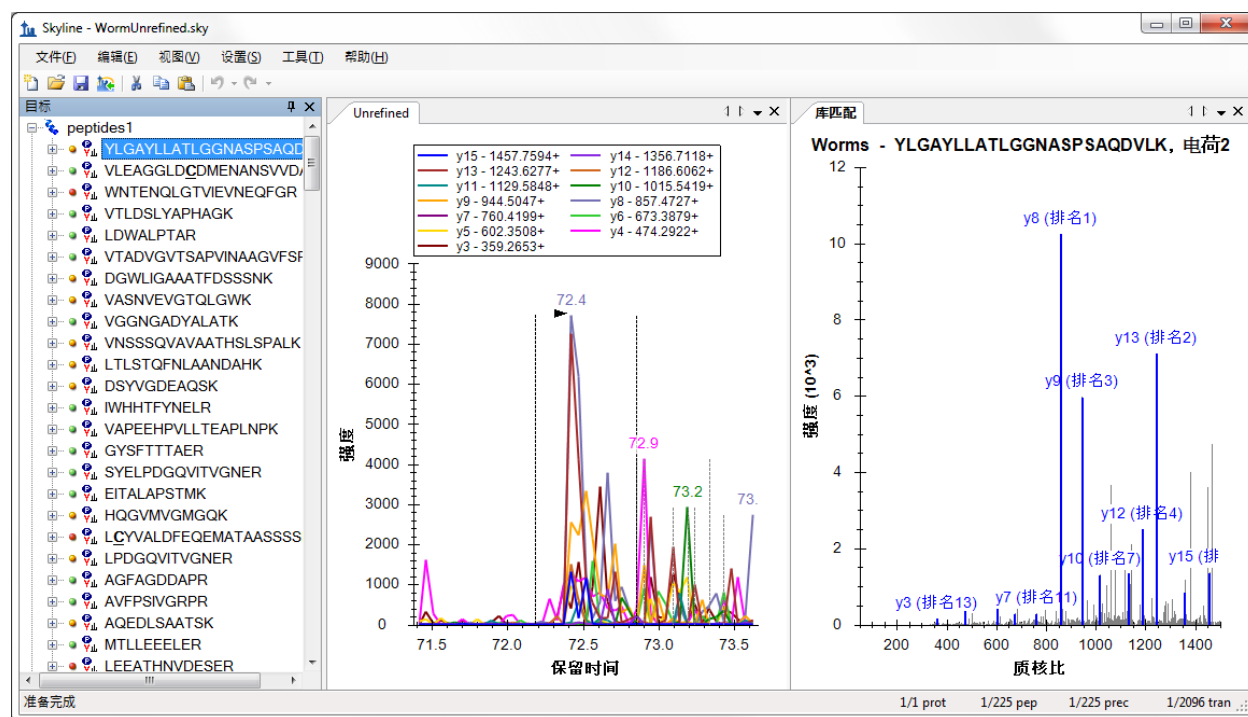 Skyline - WormUnrefined.sky
文件(F) 编辑(E) 视图(V) 设置(S) 工具(T) 帮助(H)
目标
peptides1
YLGAYLLATLGGNASPSAQD
VLEAGGLDCDMENANSVVDA
WNTENQLGTVIEVNEQFGR
VTLDSLYAPHAGK
LDWALPTAR
VTADVGVTSAPVINAAGVFSF
DGWLIGAAATFDSSSNK
VASNVEVGTQLGWK
VGGNGADYALATK
VNSSSQVAVAATHSLSPALK
LTLSTQFNLAANDAHK
DSYVGDEAQSK
IWHHTFYNELR
VAPEEHPVLLTEAPLNPK
GYSFTTTAER
SYELPDGQVITVGNER
EITALAPSTMK
HQGVMVGMGQK
LCYVALDFEQEMATAASSSS
LPDGQVITVGNER
AGFAGDDAPR
AVFPSIVGRPR
AQEDLSAATSK
MTLLEEELER
LEEATHNVDESER
Unrefined
y15 - 1457.7594+ y14 - 1356.7118+
y13 - 1243.6277+ y12 - 1186.6062+
y11 - 1129.5848+ y10 - 1015.5419+
y9 - 944.5047+ y8 - 857.4727+
y7 - 760.4199+ y6 - 673.3879+
y5 - 602.3508+ y4 - 474.2922+
y3 - 359.2653+
9000
8000
7000
6000
5000
4000
3000
2000
1000
0
强度
72.4
72.9
73.2
73.
71.5 72.0 72.5 73.0 73.5
保留时间
库匹配
Worms - YLGAYLLATLGGNASPSAQDVLK, 电荷2
12
10
8
6
4
2
0
强度 (10^3)
y8 (排名1)
y13 (排名2)
y9 (排名3)
y12 (排名4)
y10 (排名7)
y15 (排
y3 (排名13)
y7 (排名11)
200 400 600 800 1000 1200 1400
质核比
准备完成 1/1 prot 1/225 pep 1/225 prec 1/2096 tran